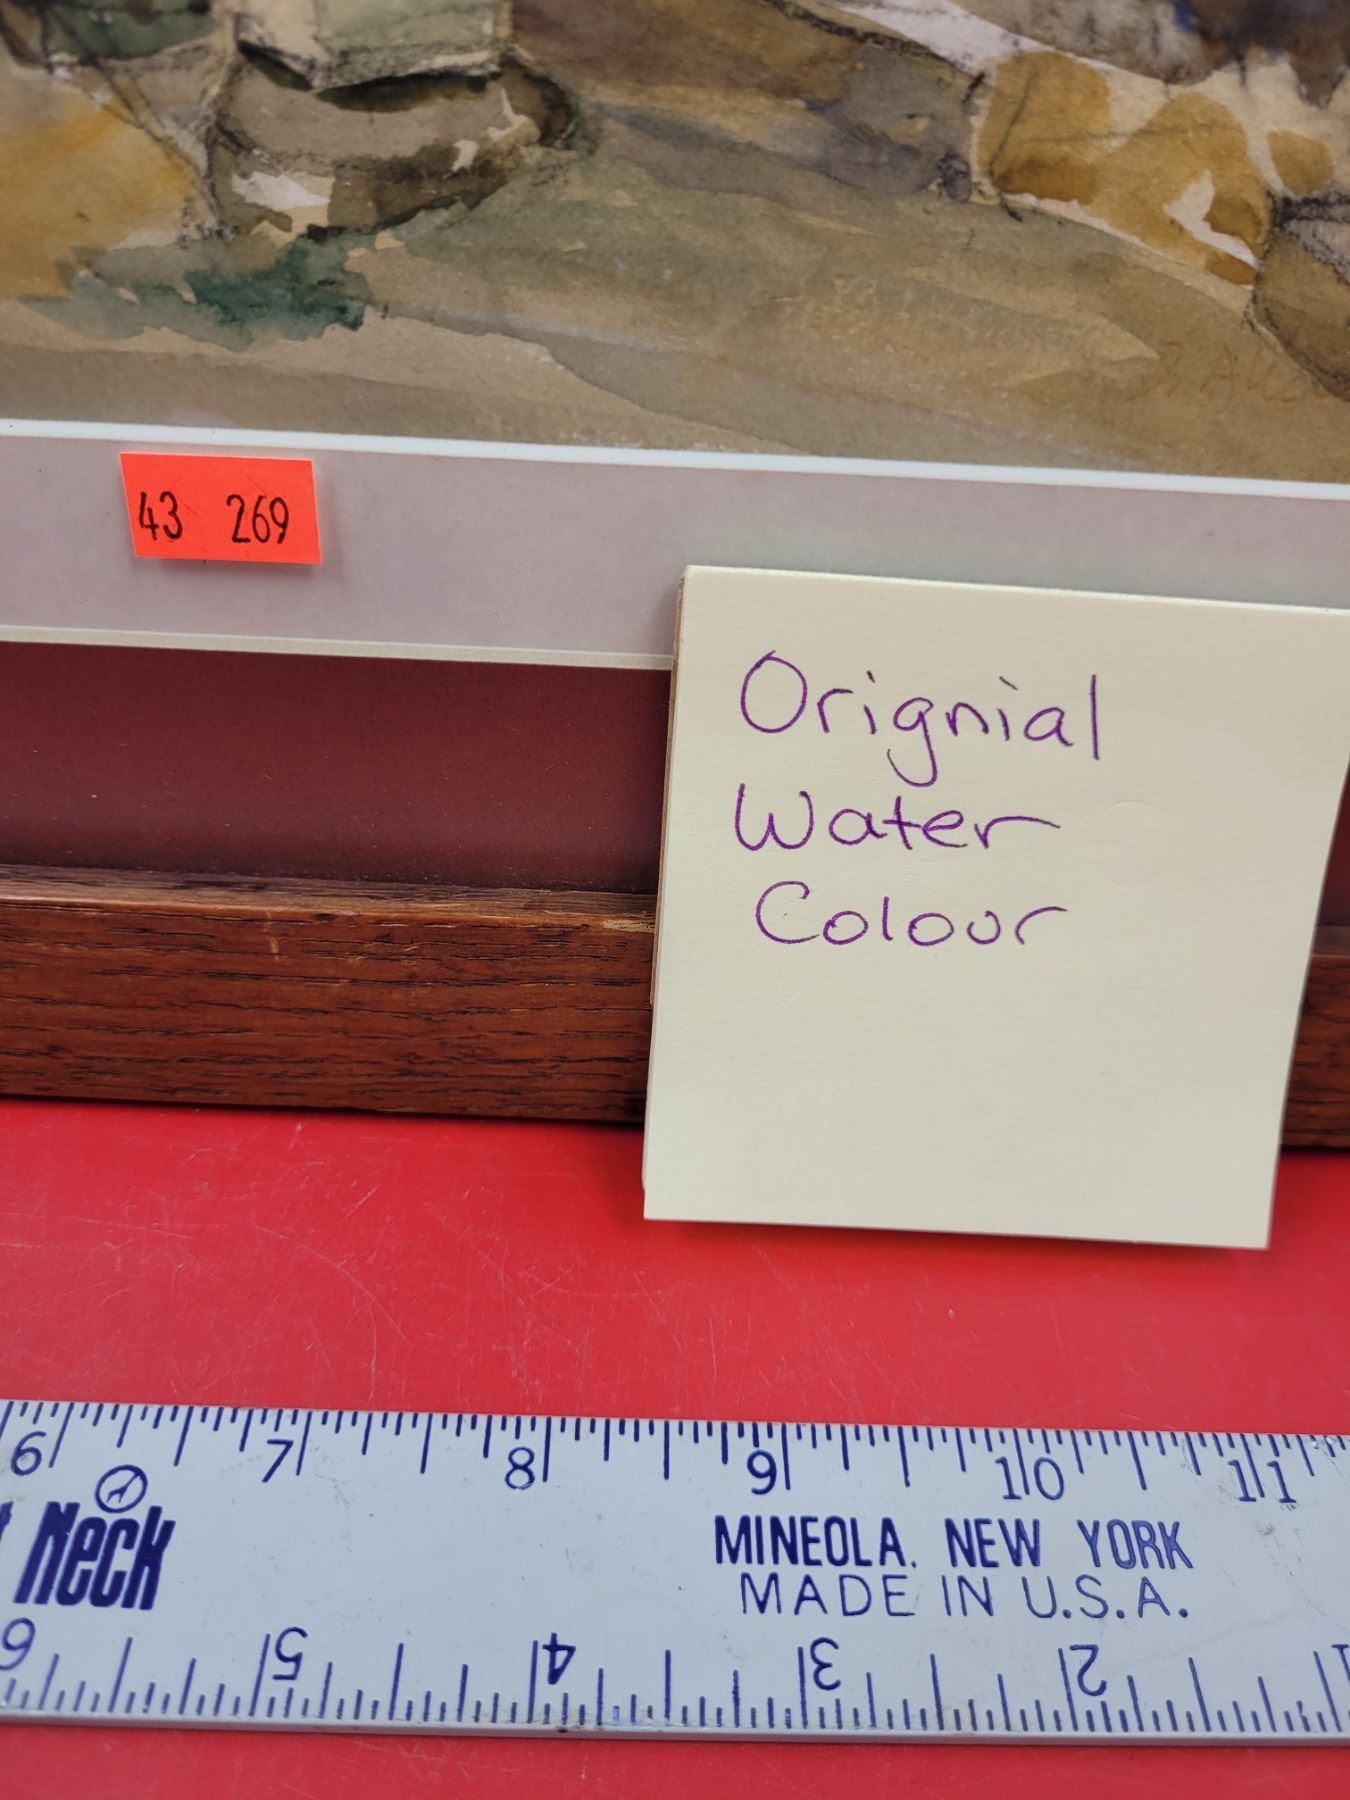 43 269
Orignial
Water
Colour
6 7 8 9 10 11
Neck
MINEOLA, NEW YORK
MADE IN U.S.A.
6 5 4 3 2 1